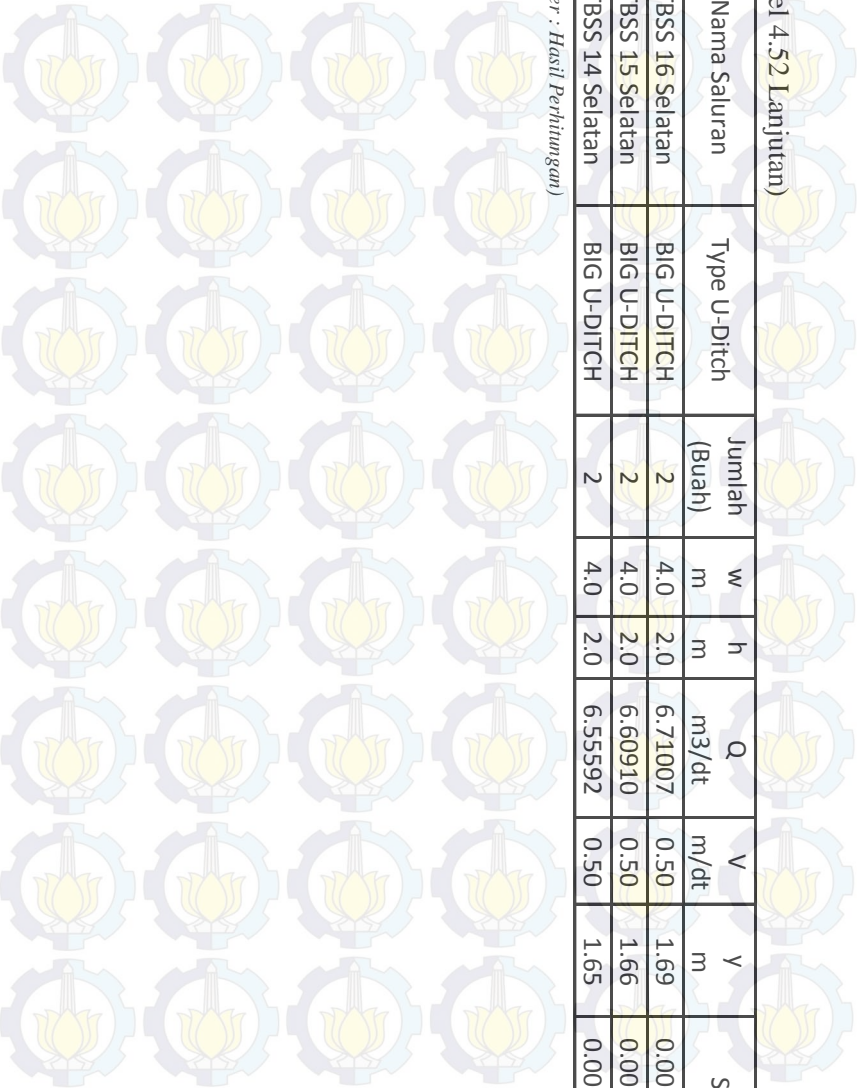 el 4.52 Lanjutan)
Nama Saluran Type U-Ditch Jumlah (Buah) w m h m Q m3/dt V m/dt y m S
BSS 16 Selatan BIG U-DITCH 2 4.0 2.0 6.71007 0.50 1.69 0.00
BSS 15 Selatan BIG U-DITCH 2 4.0 2.0 6.60910 0.50 1.66 0.00
BSS 14 Selatan BIG U-DITCH 2 4.0 2.0 6.55592 0.50 1.65 0.00
er : Hasil Perhitungan)